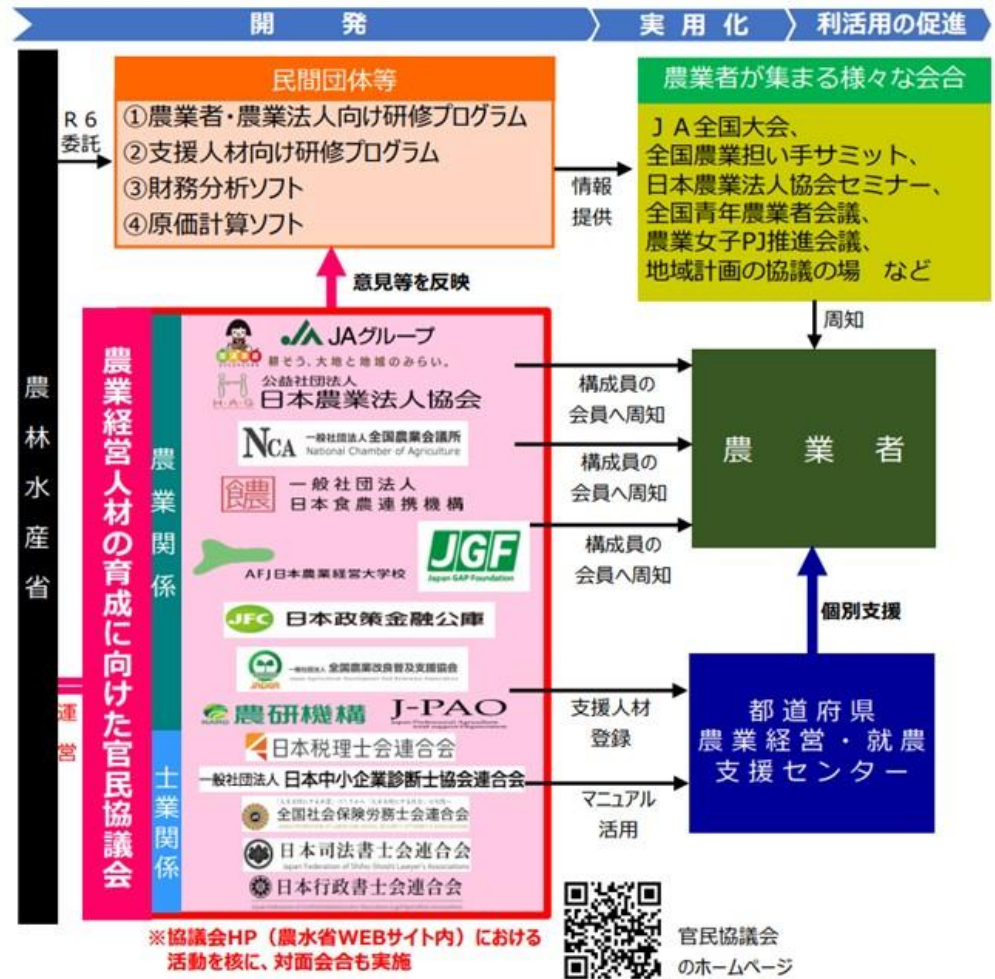 開 発
実 用 化
利活用の促進
農林水産省
R 6
委託
民間団体等
①農業者・農業法人向け研修プログラム
②支援人材向け研修プログラム
③財務分析ソフト
④原価計算ソフト
情報
提供
農業者が集まる様々な会合
J A全国大会、
全国農業担い手サミット、
日本農業法人協会セミナー、
全国青年農業者会議、
農業女子PJ推進会議、
地域計画の協議の場 など
意見等を反映
周知
運営
農業経営人材の育成に向けた官民協議会
農業関係
JAグループ
耕そう、大地と地域のみらい。
H·A·G
公益社団法人
日本農業法人協会
NCA 一般社団法人 全国農業会議所
National Chamber of Agriculture
食農
一般社団法人
日本食農連携機構
AFJ日本農業経営大学校
JGF
Japan GAP Foundation
JFC 日本政策金融公庫
一般社団法人 全国農業改良普及支援協会
農研機構
J-PAO
士業関係
日本税理士会連合会
一般社団法人 日本中小企業診断士協会連合会
全国社会保険労務士会連合会
日本司法書士会連合会
Japan Federation of Shiho-Shoshi Lawyer's Associations
日本行政書士会連合会
構成員の
会員へ周知
構成員の
会員へ周知
構成員の
会員へ周知
農 業 者
個別支援
支援人材
登録
マニュアル
活用
都道府県
農業経営・就農
支援センター
※協議会HP（農水省WEBサイト内）における
活動を核に、対面会合も実施
官民協議会
のホームページ